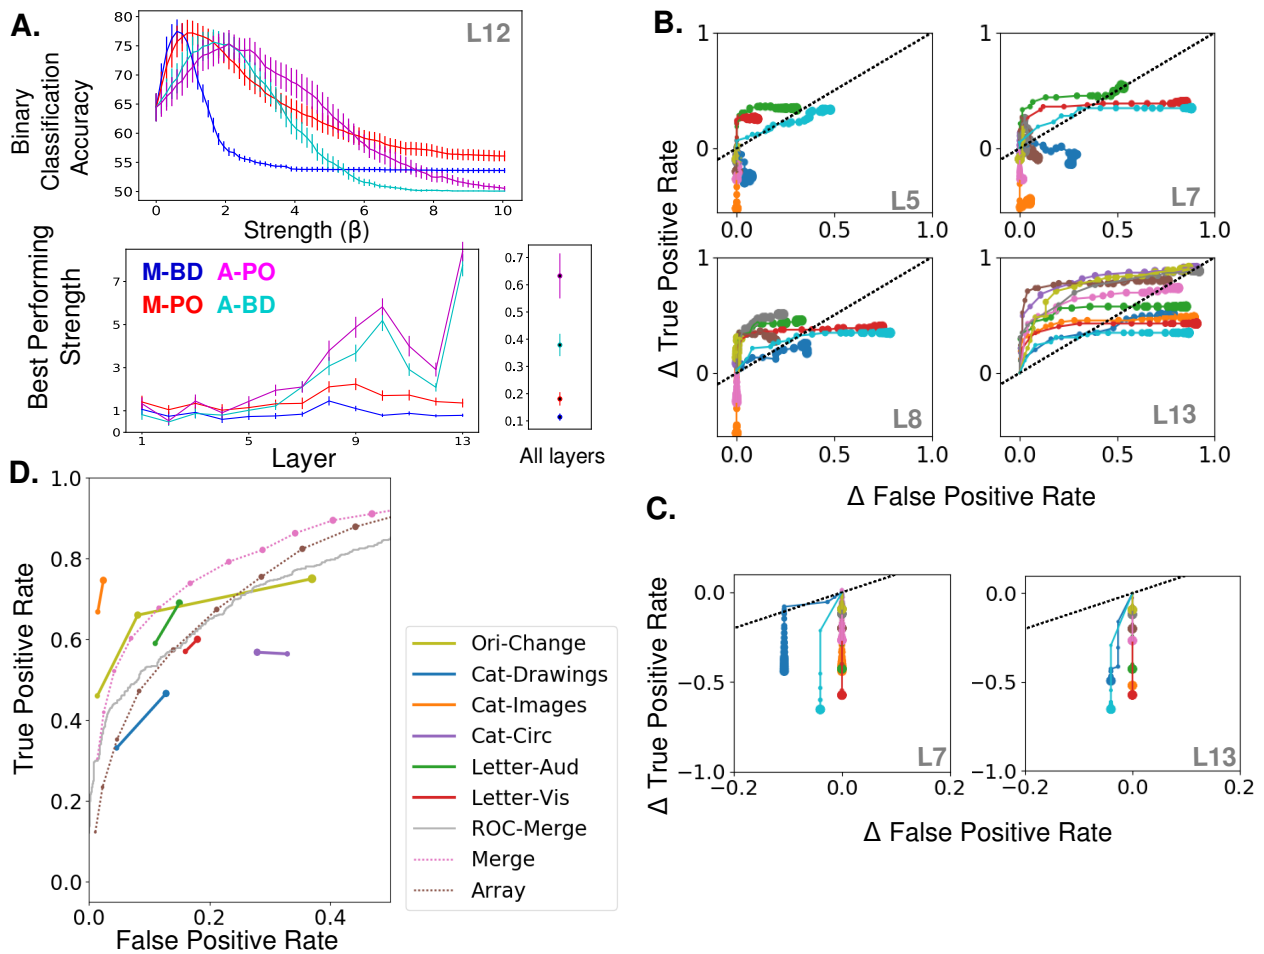 A.
Binary
Classification
Accuracy
80
75
70
65
60
55
50
L12
0
2
4
6
8
10
Strength (β)
Best Performing
Strength
7
5
3
1
M-BD A-PO
M-PO A-BD
1
5
9
13
Layer
0.7
0.6
0.5
0.4
0.3
0.2
0.1
All layers
B.
Δ True Positive Rate
1
0
L5
0.0
0.5
1.0
1
0
L7
0.0
0.5
1.0
1
0
L8
0.0
0.5
1.0
1
0
L13
0.0
0.5
1.0
Δ False Positive Rate
C.
Δ True Positive Rate
0.0
−0.5
−1.0
L7
−0.2
0.0
0.2
0.0
−0.5
−1.0
L13
−0.2
0.0
0.2
Δ False Positive Rate
D.
True Positive Rate
1.0
0.8
0.6
0.4
0.2
0.0
0.0
0.2
0.4
False Positive Rate
Ori-Change
Cat-Drawings
Cat-Images
Cat-Circ
Letter-Aud
Letter-Vis
ROC-Merge
Merge
Array